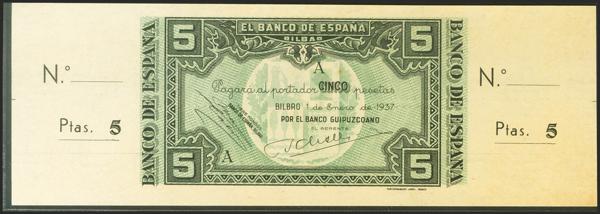 N.º
Ptas. 5
BANCO DE ESPAÑA
5
EL BANCO DE ESPAÑA
BILBAO
5
A
CINCO
Pagará al portador pesetas
BILBAO 1 de Enero de 1937
POR EL BANCO GUIPUZCOANO
EL GERENTE
5
A
5
BANCO DE ESPAÑA
N.º
Ptas. 5